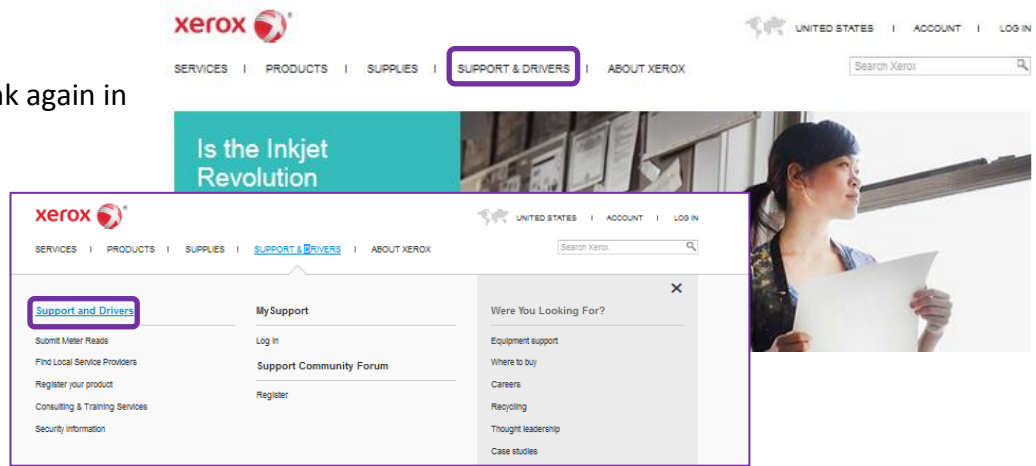 xerox
UNITED STATES | ACCOUNT | LOG IN
SERVICES | PRODUCTS | SUPPLIES | SUPPORT & DRIVERS | ABOUT XEROX
Search Xerox
again in
Is the Inkjet
Revolution
xerox
UNITED STATES | ACCOUNT | LOG IN
SERVICES | PRODUCTS | SUPPLIES | SUPPORT & DRIVERS | ABOUT XEROX
Search Xerox
Support and Drivers
Submit Meter Reads
Find Local Service Providers
Register your product
Consulting & Training Services
Security Information
MySupport
Log In
Support Community Forum
Register
Were You Looking For?
Equipment support
Where to buy
Careers
Recycling
Thought leadership
Case studies